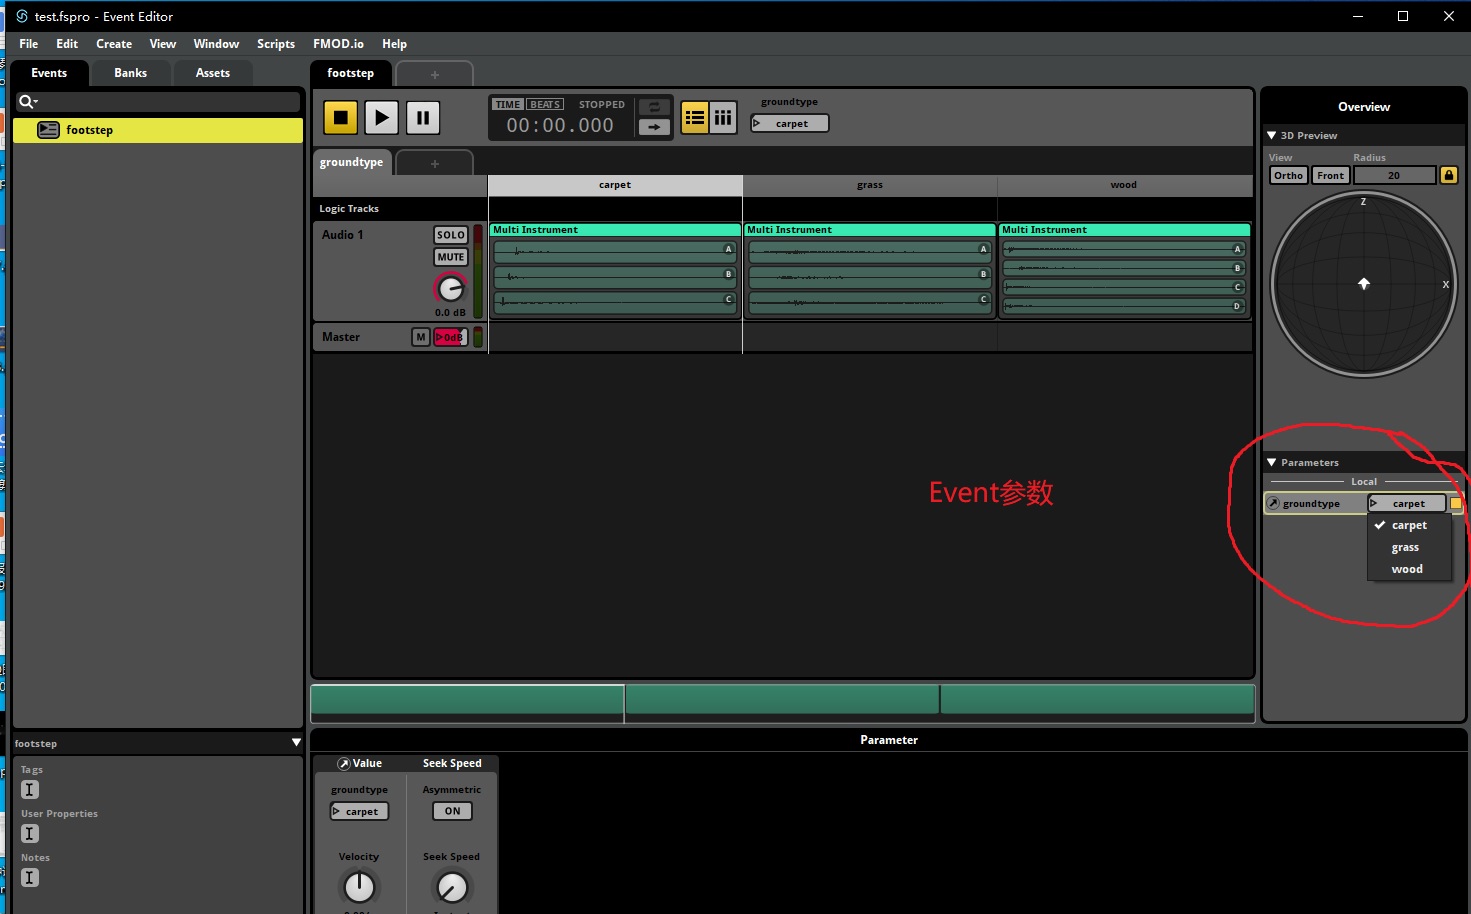 test.fspro - Event Editor
File Edit Create View Window Scripts FMOD.io Help
Events Banks Assets
footstep
footstep
TIME BEATS STOPPED
00:00.000
groundtype
carpet
groundtype
carpet grass wood
Logic Tracks
Audio 1
SOLO
MUTE
0.0 dB
Multi Instrument
A
B
C
Multi Instrument
A
B
C
Multi Instrument
A
B
C
D
Master M 0dB
Event参数
Overview
3D Preview
View Radius
Ortho Front 20
Z
X
Parameters
Local
groundtype carpet
carpet
grass
wood
footstep
Tags
User Properties
Notes
Parameter
Value Seek Speed
groundtype Asymmetric
carpet ON
Velocity Seek Speed